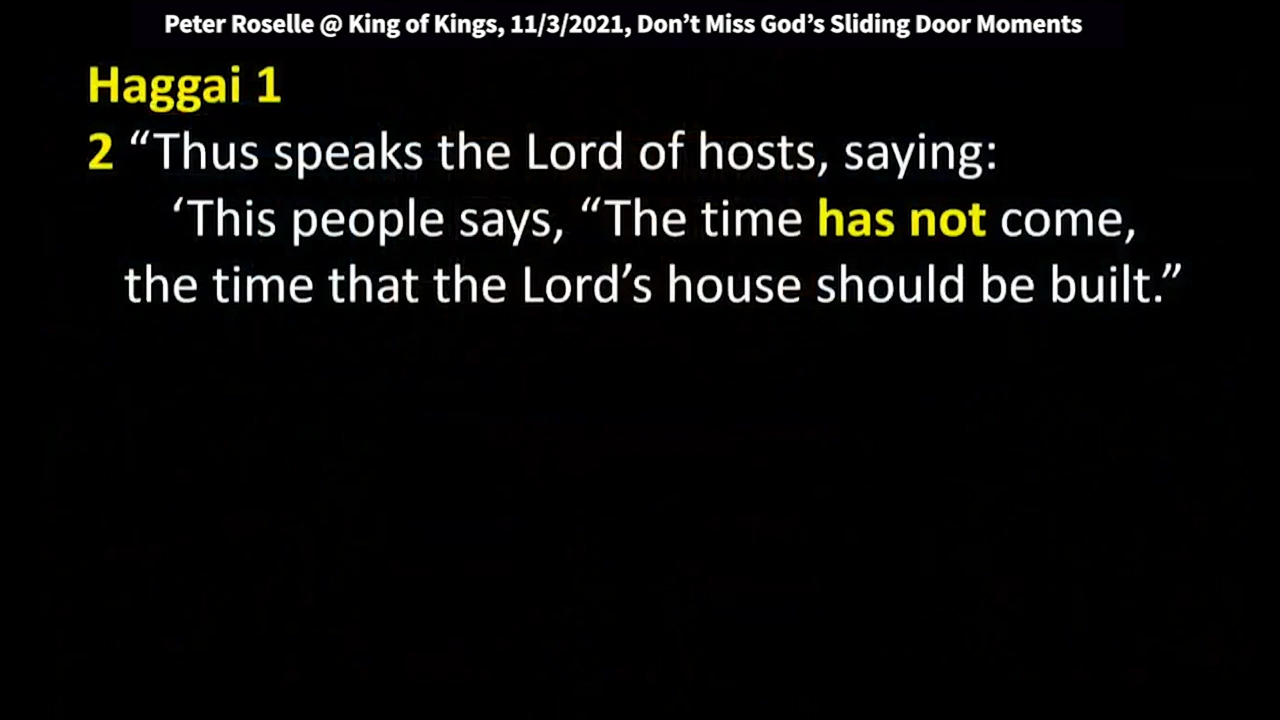 Peter Roselle @ King of Kings, 11/3/2021, Don’t Miss God’s Sliding Door Moments
Haggai 1
2 “Thus speaks the Lord of hosts, saying:
‘This people says, “The time has not come,
the time that the Lord’s house should be built.”